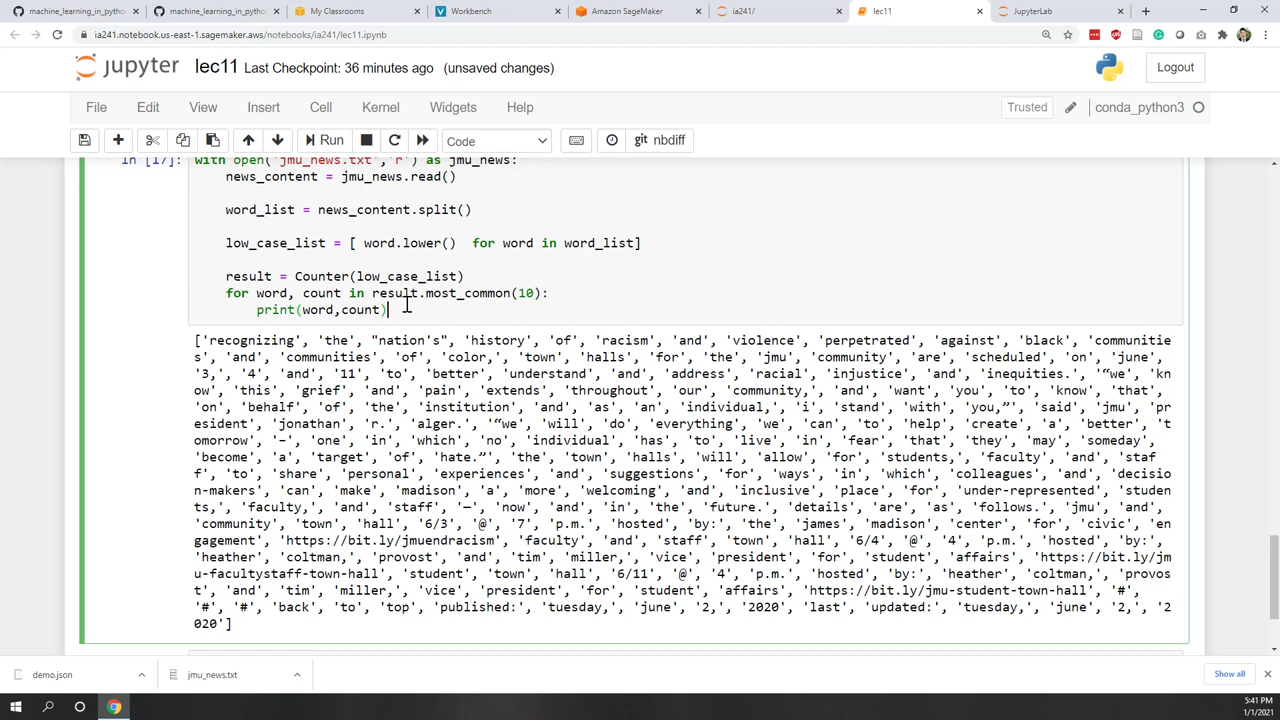 machine_learning_in_pytho
machine_learning_in_pytho
My Classrooms
Workbench
Amazon SageMaker
ia241/
lec11
JupyterLab
ia241.notebook.us-east-1.sagemaker.aws/notebooks/ia241/lec11.ipynb
jupyter lec11 Last Checkpoint: 36 minutes ago (unsaved changes)
Logout
File Edit View Insert Cell Kernel Widgets Help
Trusted
conda_python3
Run
Code
git nbdiff
In [17]: with open('jmu_news.txt','r') as jmu_news:
news_content = jmu_news.read()
word_list = news_content.split()
low_case_list = [ word.lower()  for word in word_list]
result = Counter(low_case_list)
for word, count in result.most_common(10):
print(word,count)
['recognizing', 'the', "nation's", 'history', 'of', 'racism', 'and', 'violence', 'perpetrated', 'against', 'black', 'communitie
s', 'and', 'communities', 'of', 'color,', 'town', 'halls', 'for', 'the', 'jmu', 'community', 'are', 'scheduled', 'on', 'june',
'3,', '4', 'and', '11', 'to', 'better', 'understand', 'and', 'address', 'racial', 'injustice', 'and', 'inequities.', '“we', 'kn
ow', 'this', 'grief', 'and', 'pain', 'extends', 'throughout', 'our', 'community,', 'and', 'want', 'you', 'to', 'know', 'that',
'on', 'behalf', 'of', 'the', 'institution', 'and', 'as', 'an', 'individual,', 'i', 'stand', 'with', 'you,”', 'said', 'jmu', 'pr
esident', 'jonathan', 'r.', 'alger.', '“we', 'will', 'do', 'everything', 'we', 'can', 'to', 'help', 'create', 'a', 'better', 't
omorrow', '–', 'one', 'in', 'which', 'no', 'individual', 'has', 'to', 'live', 'in', 'fear', 'that', 'they', 'may', 'someday',
'become', 'a', 'target', 'of', 'hate.”', 'the', 'town', 'halls', 'will', 'allow', 'for', 'students,', 'faculty', 'and', 'staf
f', 'to', 'share', 'personal', 'experiences', 'and', 'suggestions', 'for', 'ways', 'in', 'which', 'colleagues', 'and', 'decisio
n-makers', 'can', 'make', 'madison', 'a', 'more', 'welcoming', 'and', 'inclusive', 'place', 'for', 'under-represented', 'studen
ts,', 'faculty,', 'and', 'staff', '—', 'now', 'and', 'in', 'the', 'future.', 'details', 'are', 'as', 'follows.', 'jmu', 'and',
'community', 'town', 'hall', '6/3', '@', '7', 'p.m.', 'hosted', 'by:', 'the', 'james', 'madison', 'center', 'for', 'civic', 'en
gagement', 'https://bit.ly/jmuendracism', 'faculty', 'and', 'staff', 'town', 'hall', '6/4', '@', '4', 'p.m.', 'hosted', 'by:',
'heather', 'coltman,', 'provost', 'and', 'tim', 'miller,', 'vice', 'president', 'for', 'student', 'affairs', 'https://bit.ly/jm
u-facultystaff-town-hall', 'student', 'town', 'hall', '6/11', '@', '4', 'p.m.', 'hosted', 'by:', 'heather', 'coltman,', 'provos
t', 'and', 'tim', 'miller,', 'vice', 'president', 'for', 'student', 'affairs', 'https://bit.ly/jmu-student-town-hall', '#',
'#', '#', 'back', 'to', 'top', 'published:', 'tuesday,', 'june', '2,', '2020', 'last', 'updated:', 'tuesday,', 'june', '2,', '2
020']
demo.json
jmu_news.txt
Show all
5:41 PM
1/1/2021